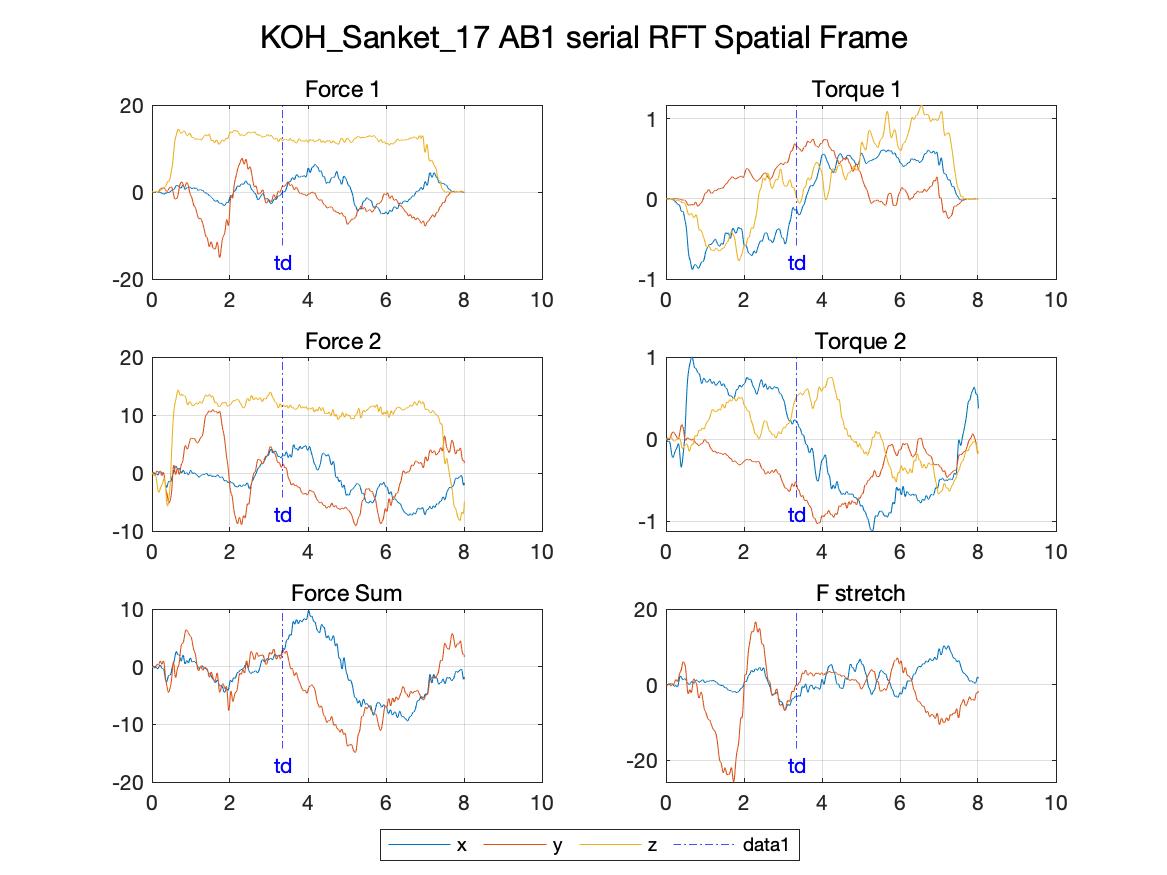 KOH_Sanket_17 AB1 serial RFT Spatial Frame
Force 1
20
0
-20
td
0 2 4 6 8 10
Torque 1
1
0
-1
td
0 2 4 6 8 10
Force 2
20
10
0
-10
td
0 2 4 6 8 10
Torque 2
1
0
-1
td
0 2 4 6 8 10
Force Sum
10
0
-10
-20
td
0 2 4 6 8 10
F stretch
20
0
-20
td
0 2 4 6 8 10
x y z data1